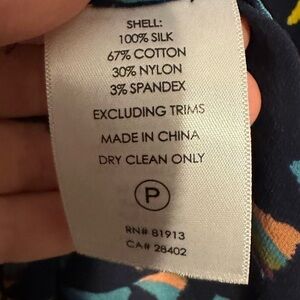 SHELL:
100% SILK
67% COTTON
30% NYLON
3% SPANDEX
EXCLUDING TRIMS
MADE IN CHINA
DRY CLEAN ONLY
P
RN# 81913
CA# 28402